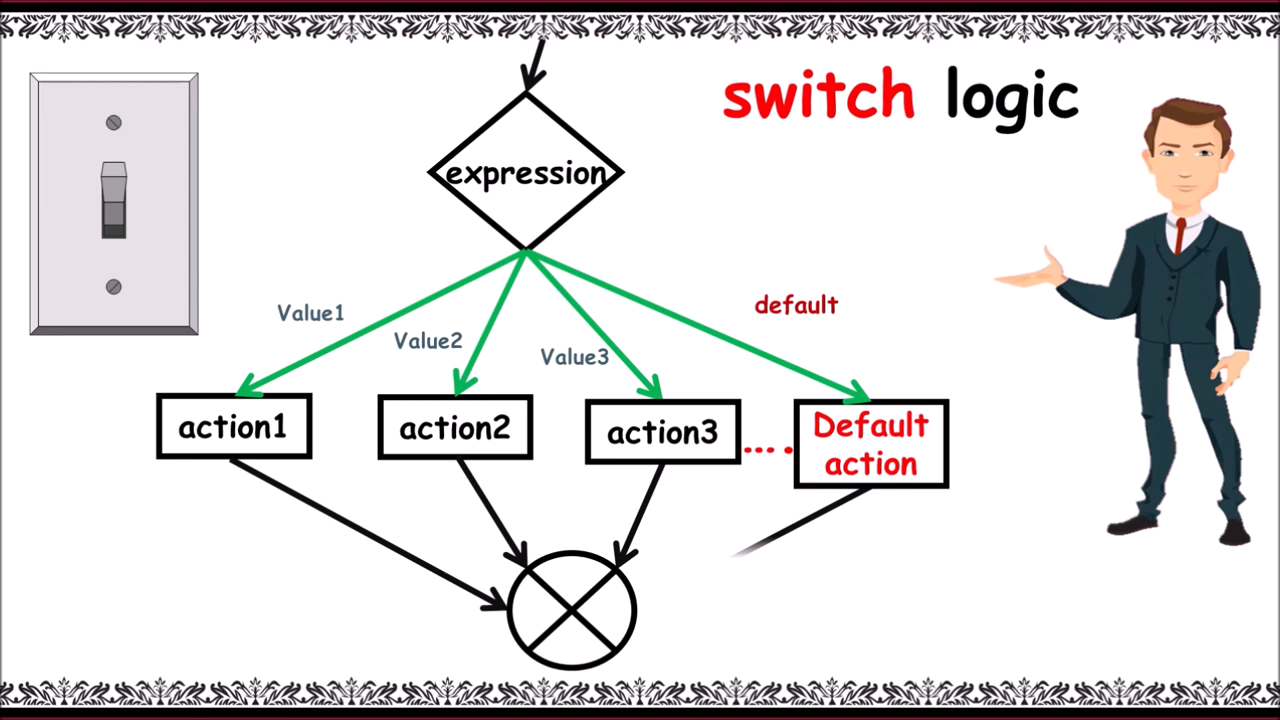 switch logic
expression
Value1
Value2
Value3
default
action1
action2
action3
Default
action